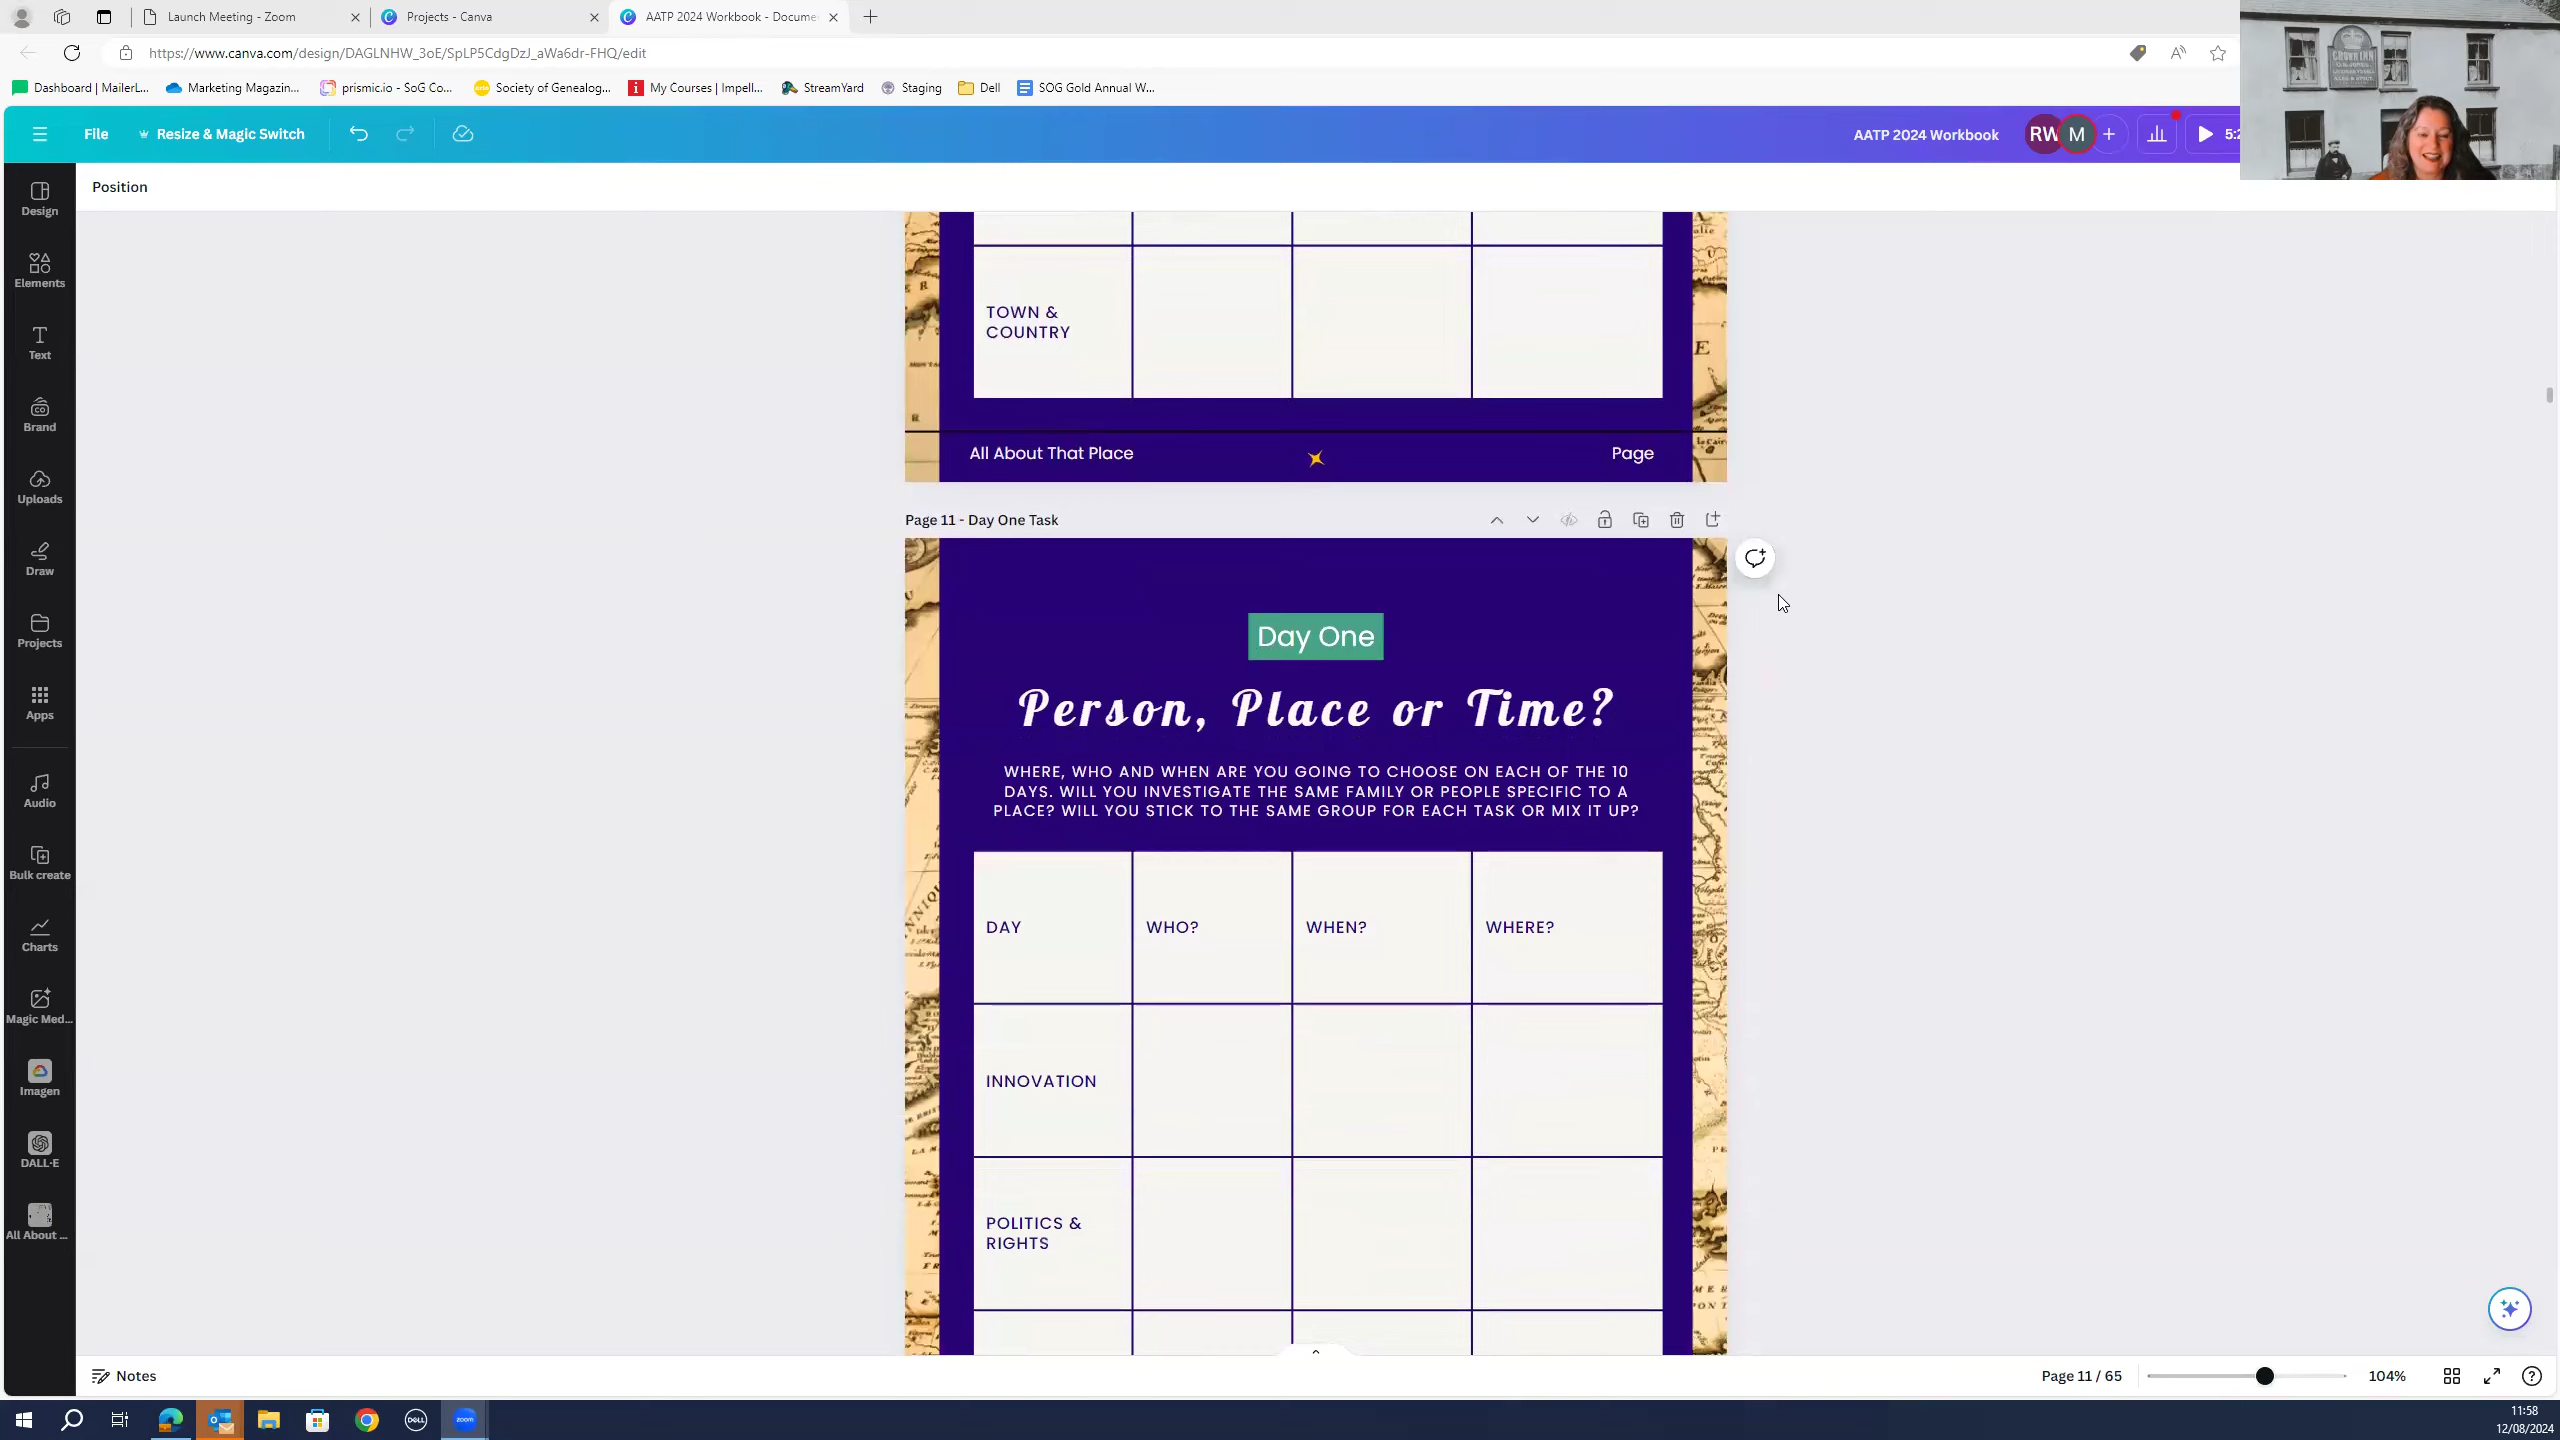 Launch Meeting - Zoom
Projects - Canva
AATP 2024 Workbook - Docume
https://www.canva.com/design/DAGLNHW_3oE/SpLP5CdgDzJ_aWa6dr-FHQ/edit
Dashboard | MailerL...
Marketing Magazin...
prismic.io - SoG Co...
Society of Genealog...
My Courses | Impell...
StreamYard
Staging
Dell
SOG Gold Annual W...
CROWN INN
File
Resize & Magic Switch
AATP 2024 Workbook
RW
M
5:2
Position
Design
Elements
Text
Brand
Uploads
Draw
Projects
Apps
Audio
Bulk create
Charts
Magic Med...
Imagen
DALL·E
All About ...
TOWN &
COUNTRY
All About That Place
Page
Page 11 - Day One Task
Day One
Person, Place or Time?
WHERE, WHO AND WHEN ARE YOU GOING TO CHOOSE ON EACH OF THE 10
DAYS. WILL YOU INVESTIGATE THE SAME FAMILY OR PEOPLE SPECIFIC TO A
PLACE? WILL YOU STICK TO THE SAME GROUP FOR EACH TASK OR MIX IT UP?
DAY WHO? WHEN? WHERE?
INNOVATION
POLITICS &
RIGHTS
Notes
Page 11 / 65
104%
DELL
zoom
11:58
12/08/2024